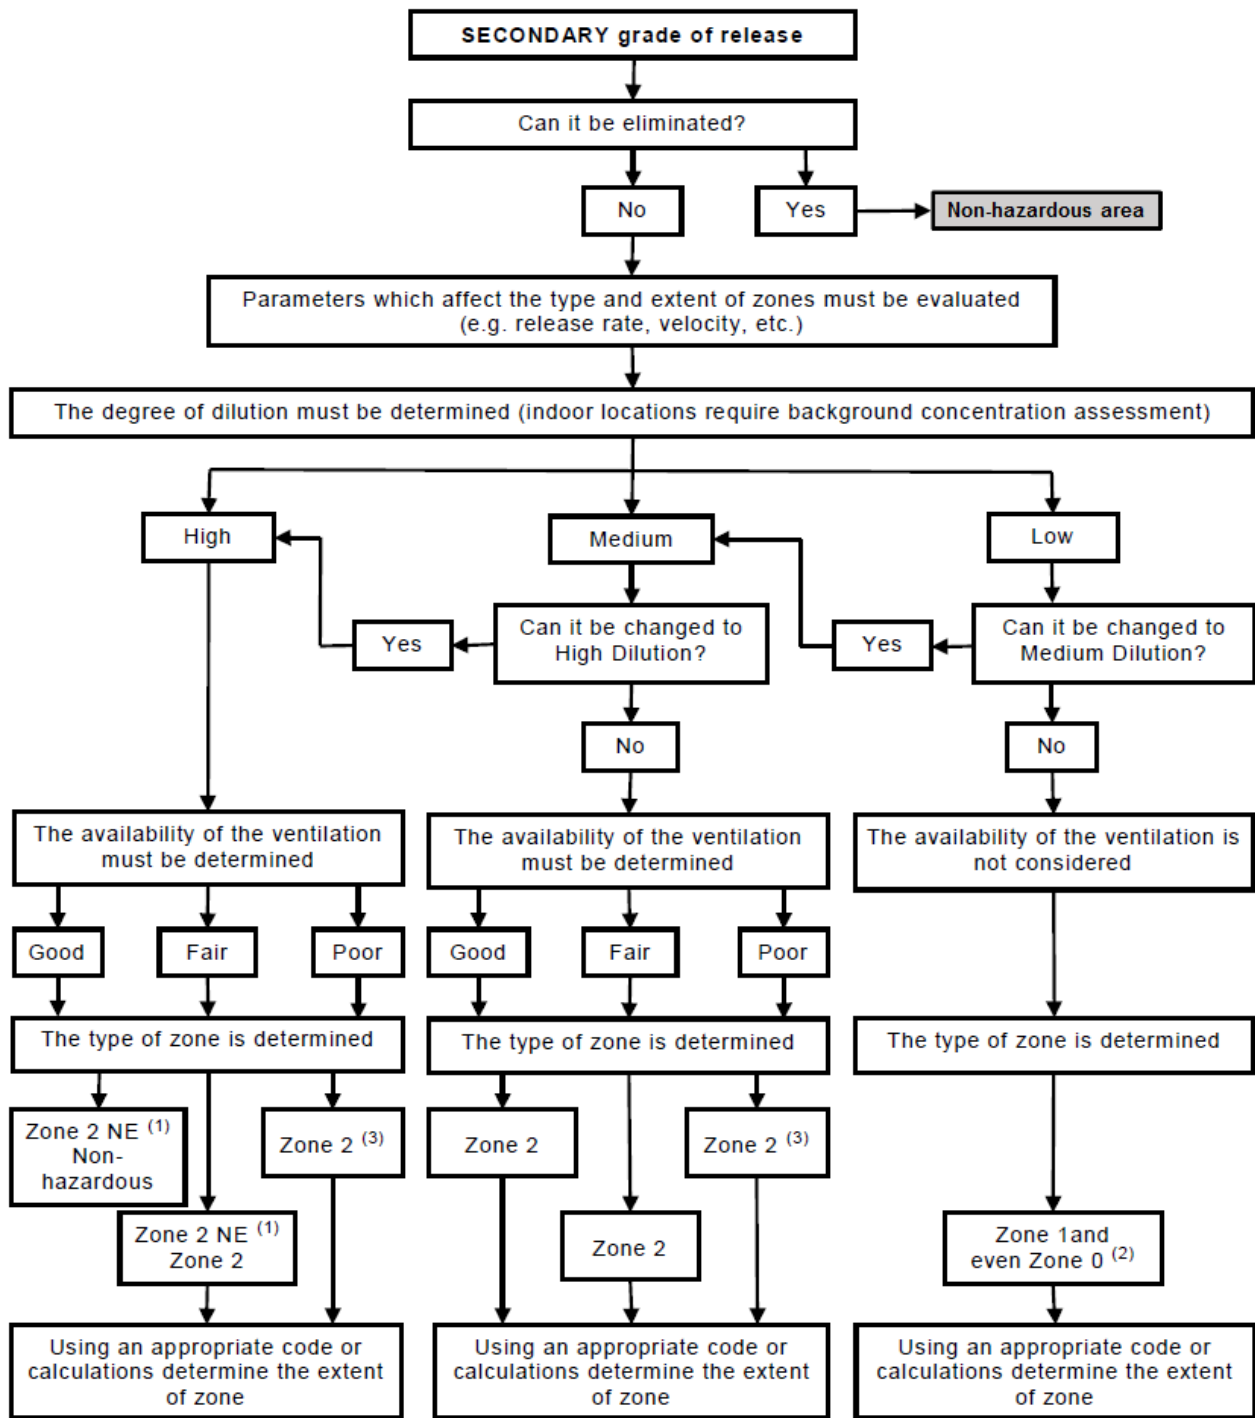 SECONDARY grade of release
Can it be eliminated?
No
Yes
Non-hazardous area
Parameters which affect the type and extent of zones must be evaluated
(e.g. release rate, velocity, etc.)
The degree of dilution must be determined (indoor locations require background concentration assessment)
High
Medium
Low
Yes
Can it be changed to
High Dilution?
Yes
Can it be changed to
Medium Dilution?
No
No
The availability of the ventilation
must be determined
The availability of the ventilation
must be determined
The availability of the ventilation is
not considered
Good
Fair
Poor
Good
Fair
Poor
The type of zone is determined
The type of zone is determined
The type of zone is determined
Zone 2 NE (1)
Non-
hazardous
Zone 2 (3)
Zone 2
Zone 2 (3)
Zone 2 NE (1)
Zone 2
Zone 2
Zone 1and
even Zone 0 (2)
Using an appropriate code or
calculations determine the extent
of zone
Using an appropriate code or
calculations determine the extent
of zone
Using an appropriate code or
calculations determine the extent
of zone